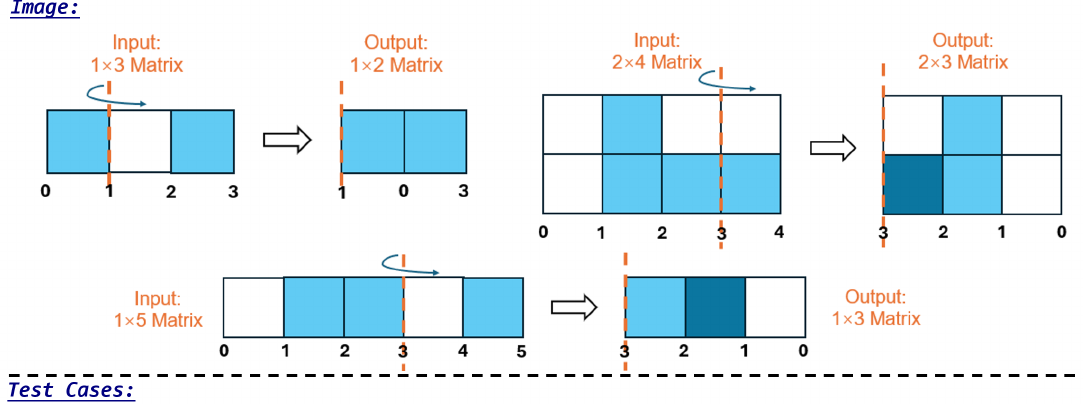 Image:
Input:
1×3 Matrix
Output:
1×2 Matrix
Input:
2×4 Matrix
Output:
2×3 Matrix
0 1 2 3
1 0 3
0 1 2 3 4
3 2 1 0
Input:
1×5 Matrix
Output:
1×3 Matrix
0 1 2 3 4 5
3 2 1 0
Test Cases: